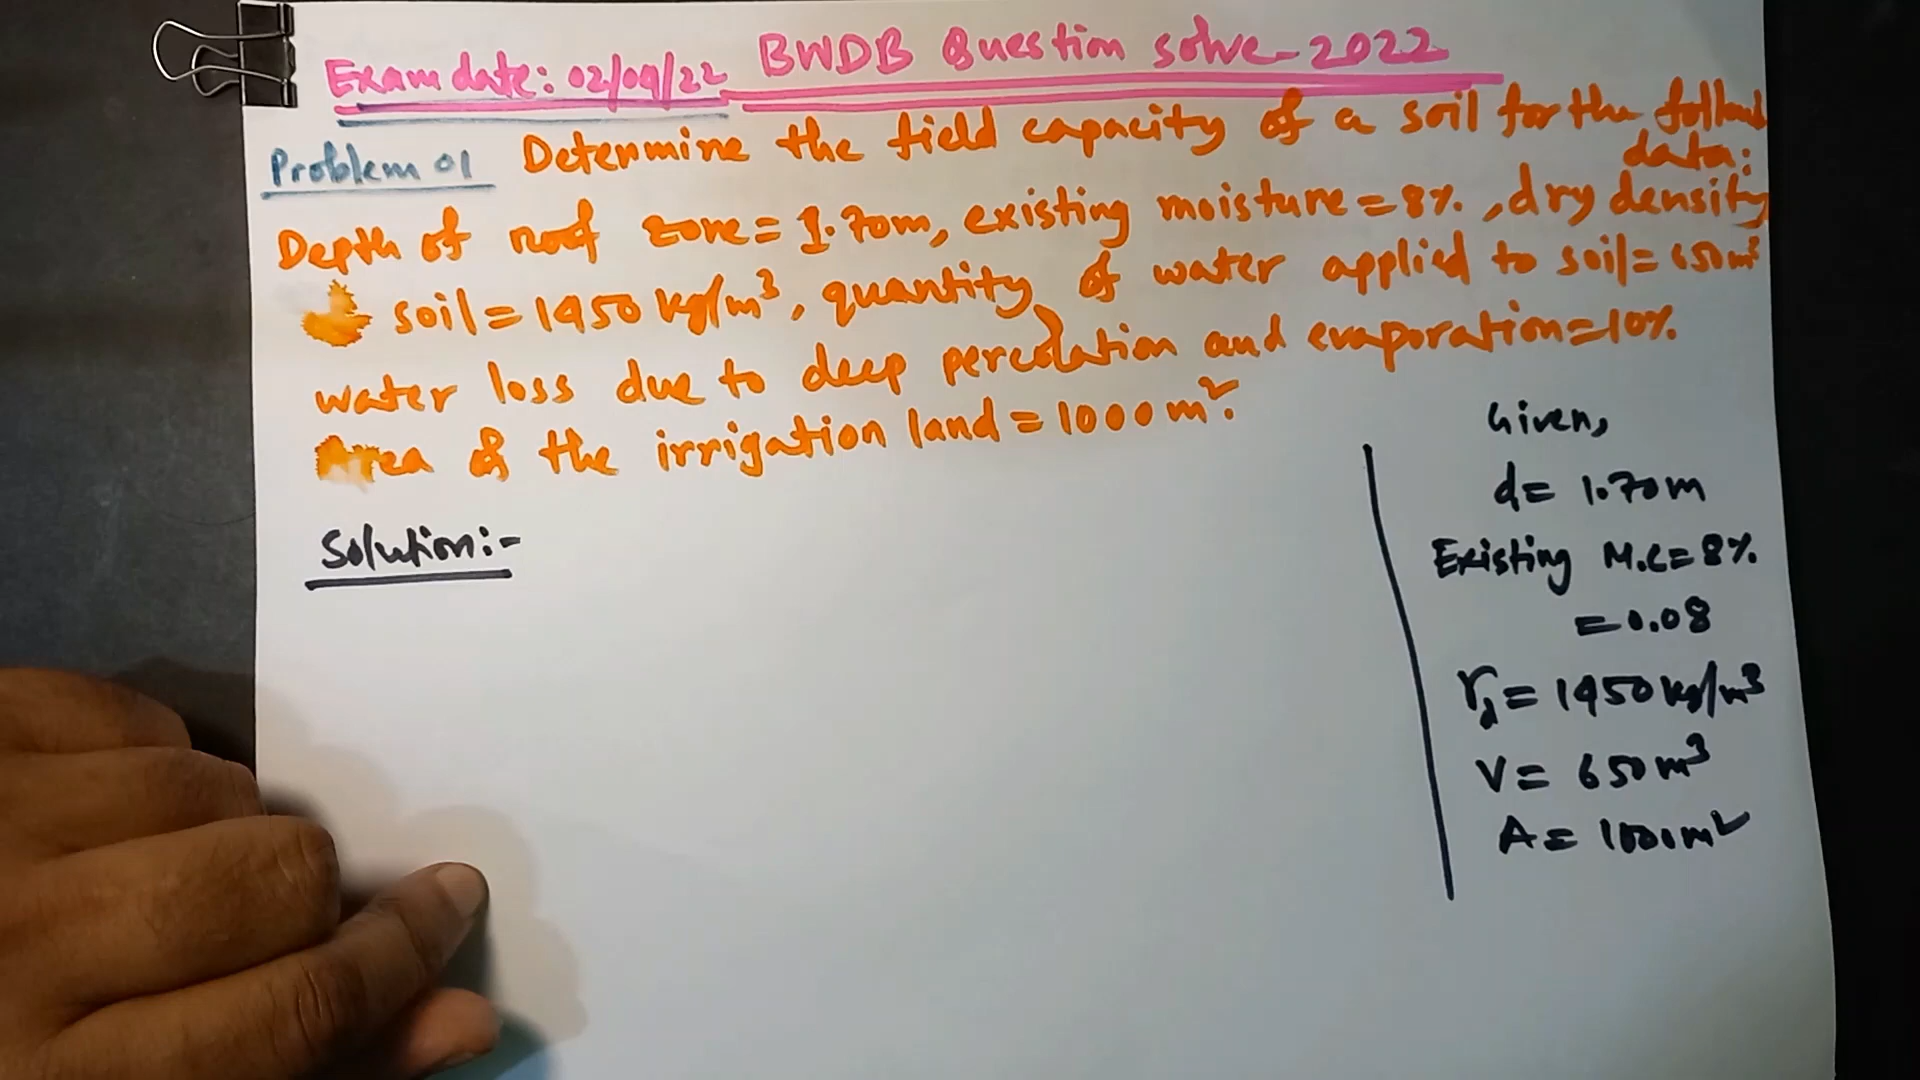 Exam date: 02/09/22 BWDB Question solve-2022
Problem 01 Determine the field capacity of a soil for the
data:
Depth of root zone = 1.70m, existing moisture = 8%, dry density
soil = 1450 kg/m³, quantity of water applied to soil = 650m³
water loss due to deep percolation and evaporation = 10%.
Area of the irrigation land = 1000 m².
Solution:-
Given,
d = 1.70m
Existing M.C = 8%
= 0.08
γd = 1450 kg/m³
V = 650 m³
A = 1000 m²